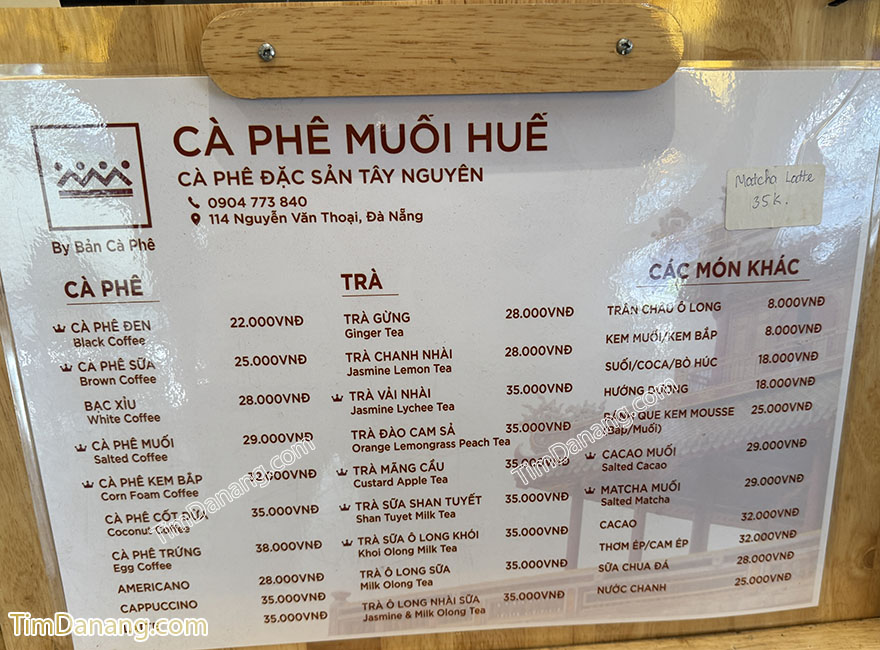 CÀ PHÊ MUỐI HUẾ
CÀ PHÊ ĐẶC SẢN TÂY NGUYÊN
0904 773 840
114 Nguyễn Văn Thoại, Đà Nẵng
By Bản Cà Phê
Matcha Latte
35k.
CÀ PHÊ
CÀ PHÊ ĐEN 22.000VNĐ
Black Coffee
CÀ PHÊ SỮA 25.000VNĐ
Brown Coffee
BẠC XỈU 28.000VNĐ
White Coffee
CÀ PHÊ MUỐI 29.000VNĐ
Salted Coffee
CÀ PHÊ KEM BẮP 32.000VNĐ
Corn Foam Coffee
CÀ PHÊ CỐT DỪA 35.000VNĐ
Coconut Coffee
CÀ PHÊ TRỨNG 38.000VNĐ
Egg Coffee
AMERICANO 28.000VNĐ
CAPPUCCINO 35.000VNĐ
35.000VNĐ
TRÀ
TRÀ GỪNG 28.000VNĐ
Ginger Tea
TRÀ CHANH NHÀI 28.000VNĐ
Jasmine Lemon Tea
TRÀ VẢI NHÀI 35.000VNĐ
Jasmine Lychee Tea
TRÀ ĐÀO CAM SẢ 35.000VNĐ
Orange Lemongrass Peach Tea
TRÀ MÃNG CẦU 35.000VNĐ
Custard Apple Tea
TRÀ SỮA SHAN TUYẾT 35.000VNĐ
Shan Tuyet Milk Tea
TRÀ SỮA Ô LONG KHÓI 35.000VNĐ
Khoi Olong Milk Tea
TRÀ Ô LONG SỮA 35.000VNĐ
Milk Olong Tea
TRÀ Ô LONG NHÀI SỮA 35.000VNĐ
Jasmine & Milk Olong Tea
CÁC MÓN KHÁC
TRÂN CHÂU Ô LONG 8.000VNĐ
KEM MUỐI/KEM BẮP 8.000VNĐ
SUỐI/COCA/BÒ HÚC 18.000VNĐ
HƯỚNG DƯƠNG 18.000VNĐ
BÁNH QUE KEM MOUSSE 25.000VNĐ
(Bắp/Muối)
CACAO MUỐI 29.000VNĐ
Salted Cacao
MATCHA MUỐI 29.000VNĐ
Salted Matcha
CACAO 32.000VNĐ
THƠM ÉP/CAM ÉP 32.000VNĐ
SỮA CHUA ĐÁ 28.000VNĐ
NƯỚC CHANH 25.000VNĐ
TimDanang.com
TimDanang.com
TimDanang.com